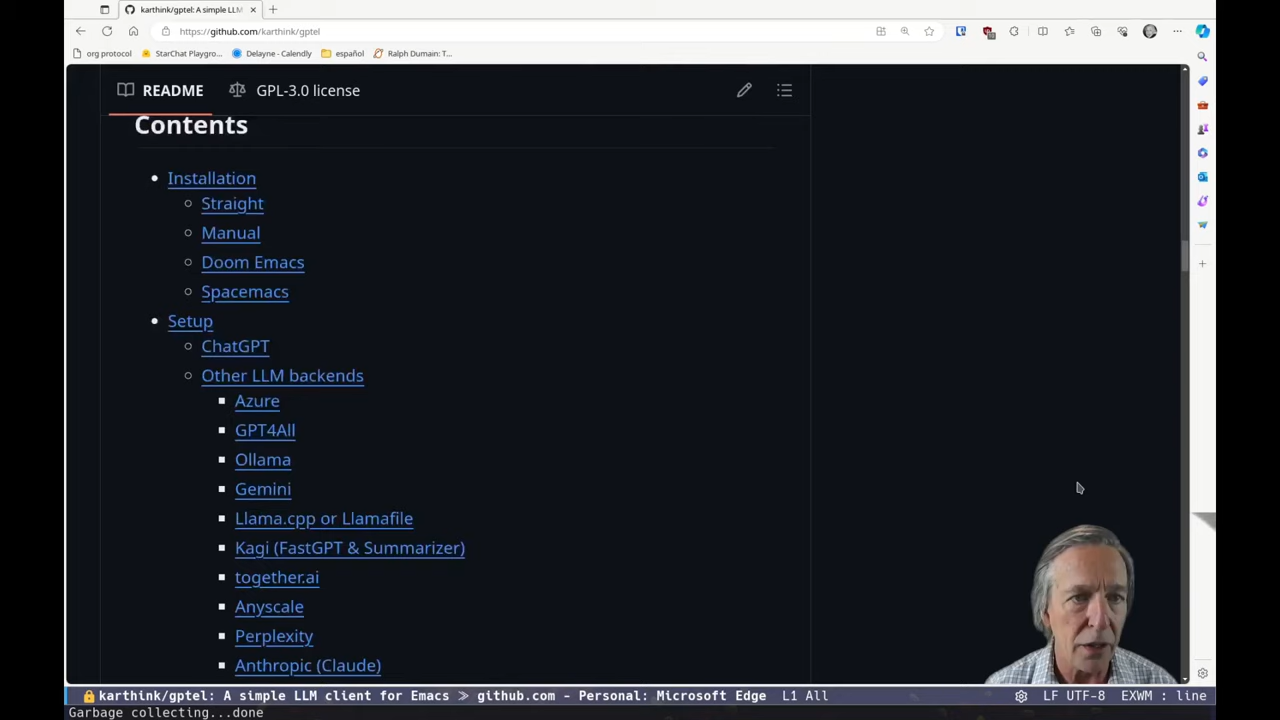 karthink/gptel: A simple LLM
https://github.com/karthink/gptel
org protocol
StarChat Playgro...
Delayne - Calendly
español
Ralph Dumain: T...
README
GPL-3.0 license
Contents
Installation
Straight
Manual
Doom Emacs
Spacemacs
Setup
ChatGPT
Other LLM backends
Azure
GPT4All
Ollama
Gemini
Llama.cpp or Llamafile
Kagi (FastGPT & Summarizer)
together.ai
Anyscale
Perplexity
Anthropic (Claude)
karthink/gptel: A simple LLM client for Emacs ≫ github.com - Personal: Microsoft Edge L1 All LF UTF-8 EXWM : line
Garbage collecting...done